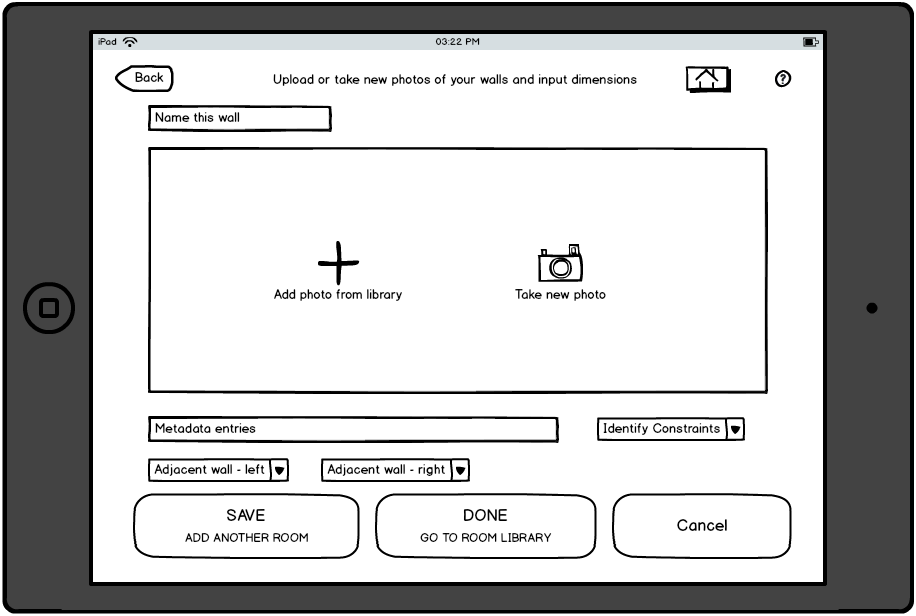 iPad 03:22 PM
Back Upload or take new photos of your walls and input dimensions ?
Name this wall
Add photo from library Take new photo
Metadata entries Identify Constraints
Adjacent wall - left Adjacent wall - right
SAVE DONE Cancel
ADD ANOTHER ROOM GO TO ROOM LIBRARY